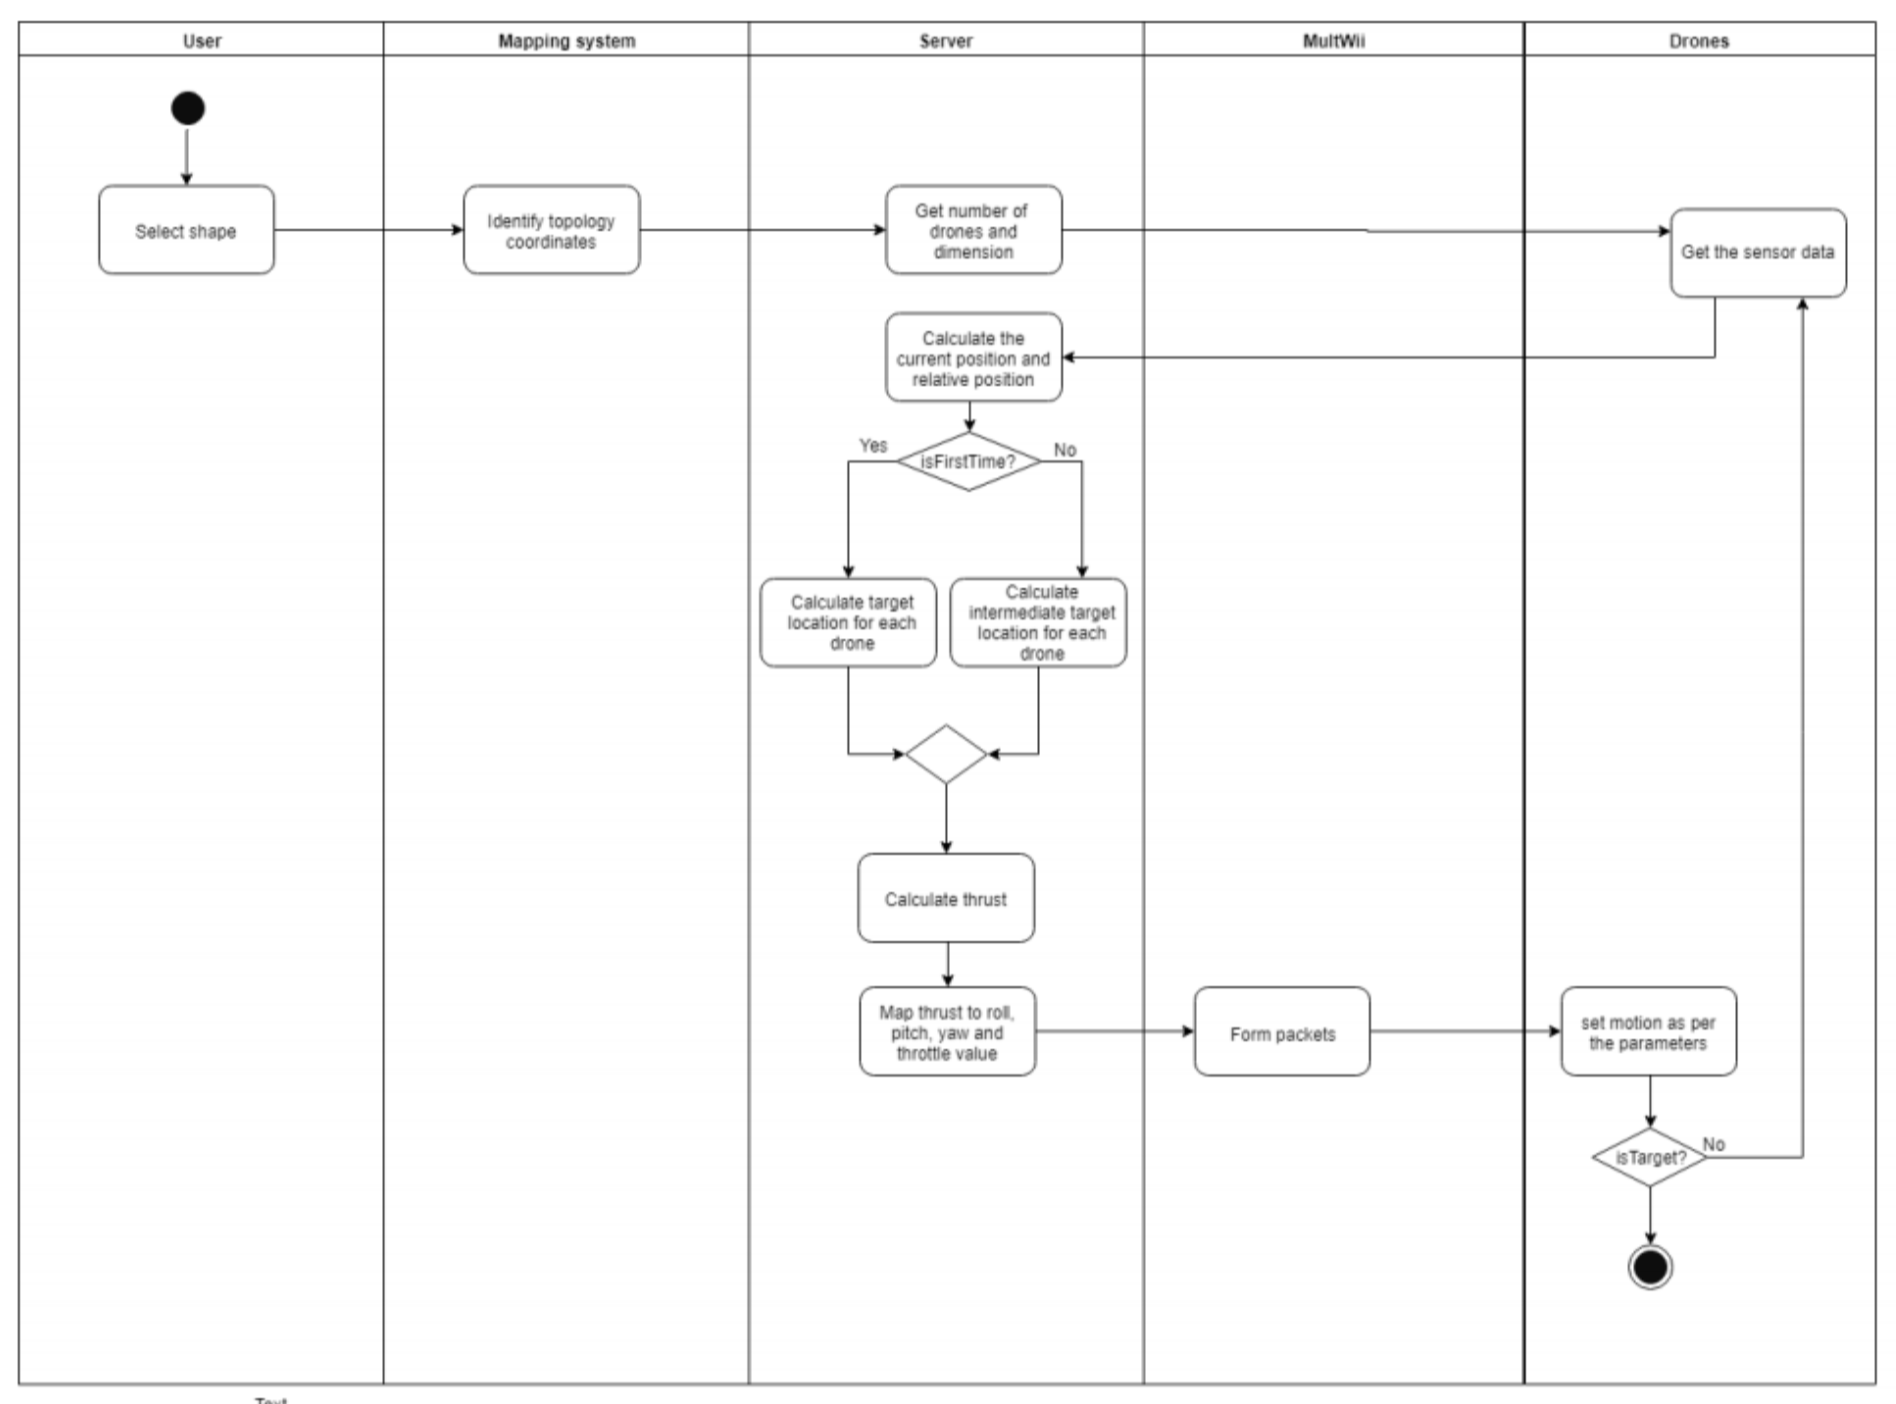 User
Mapping system
Server
MultWii
Drones
Select shape
Identify topology
coordinates
Get number of
drones and
dimension
Get the sensor data
Calculate the
current position and
relative position
isFirstTime?
Yes
No
Calculate target
location for each
drone
Calculate
intermediate target
location for each
drone
Calculate thrust
Map thrust to roll,
pitch, yaw and
throttle value
Form packets
set motion as per
the parameters
isTarget?
No
Text